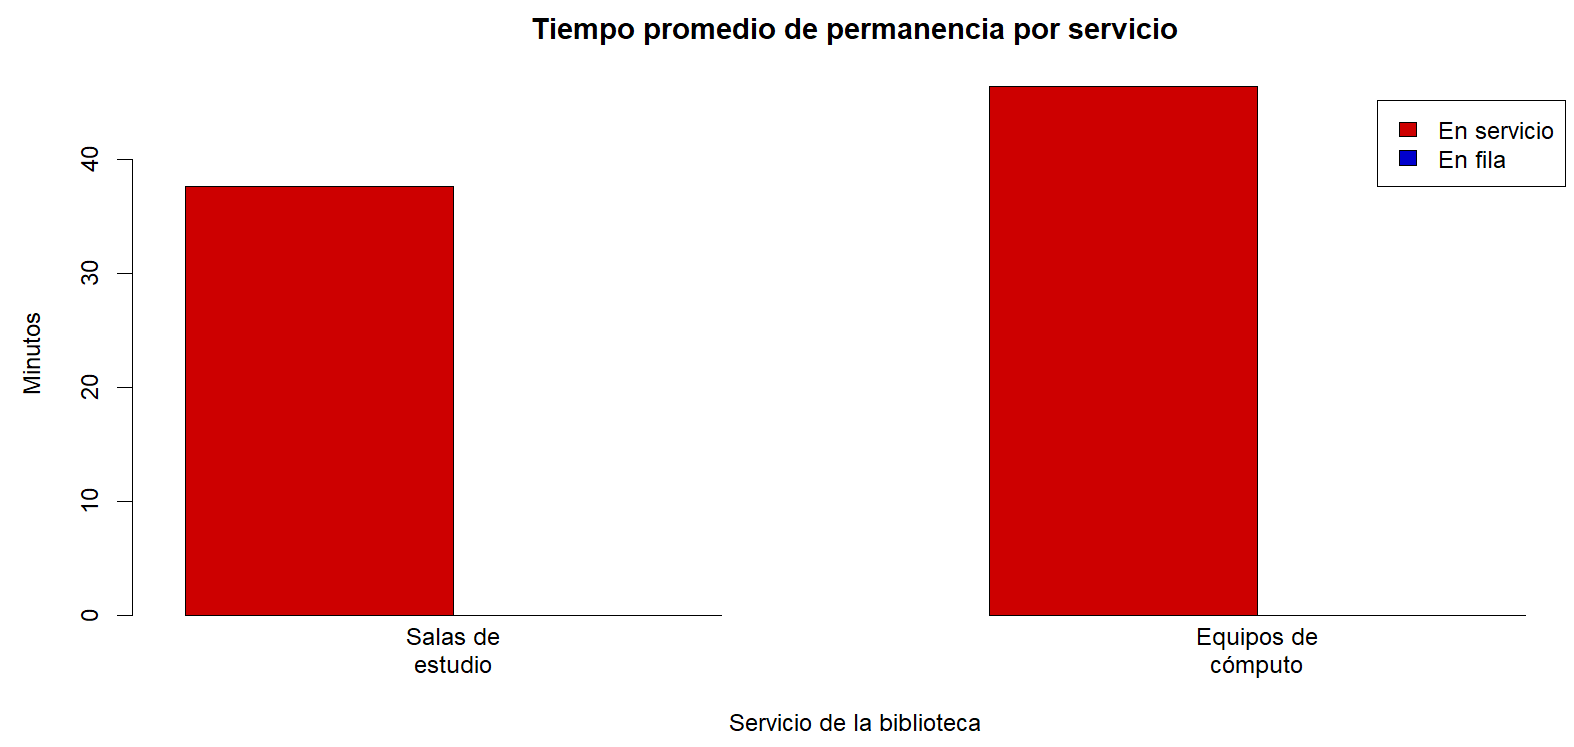 Tiempo promedio de permanencia por servicio
En servicio
En fila
Minutos
40
30
20
10
0
Salas de
estudio
Equipos de
cómputo
Servicio de la biblioteca